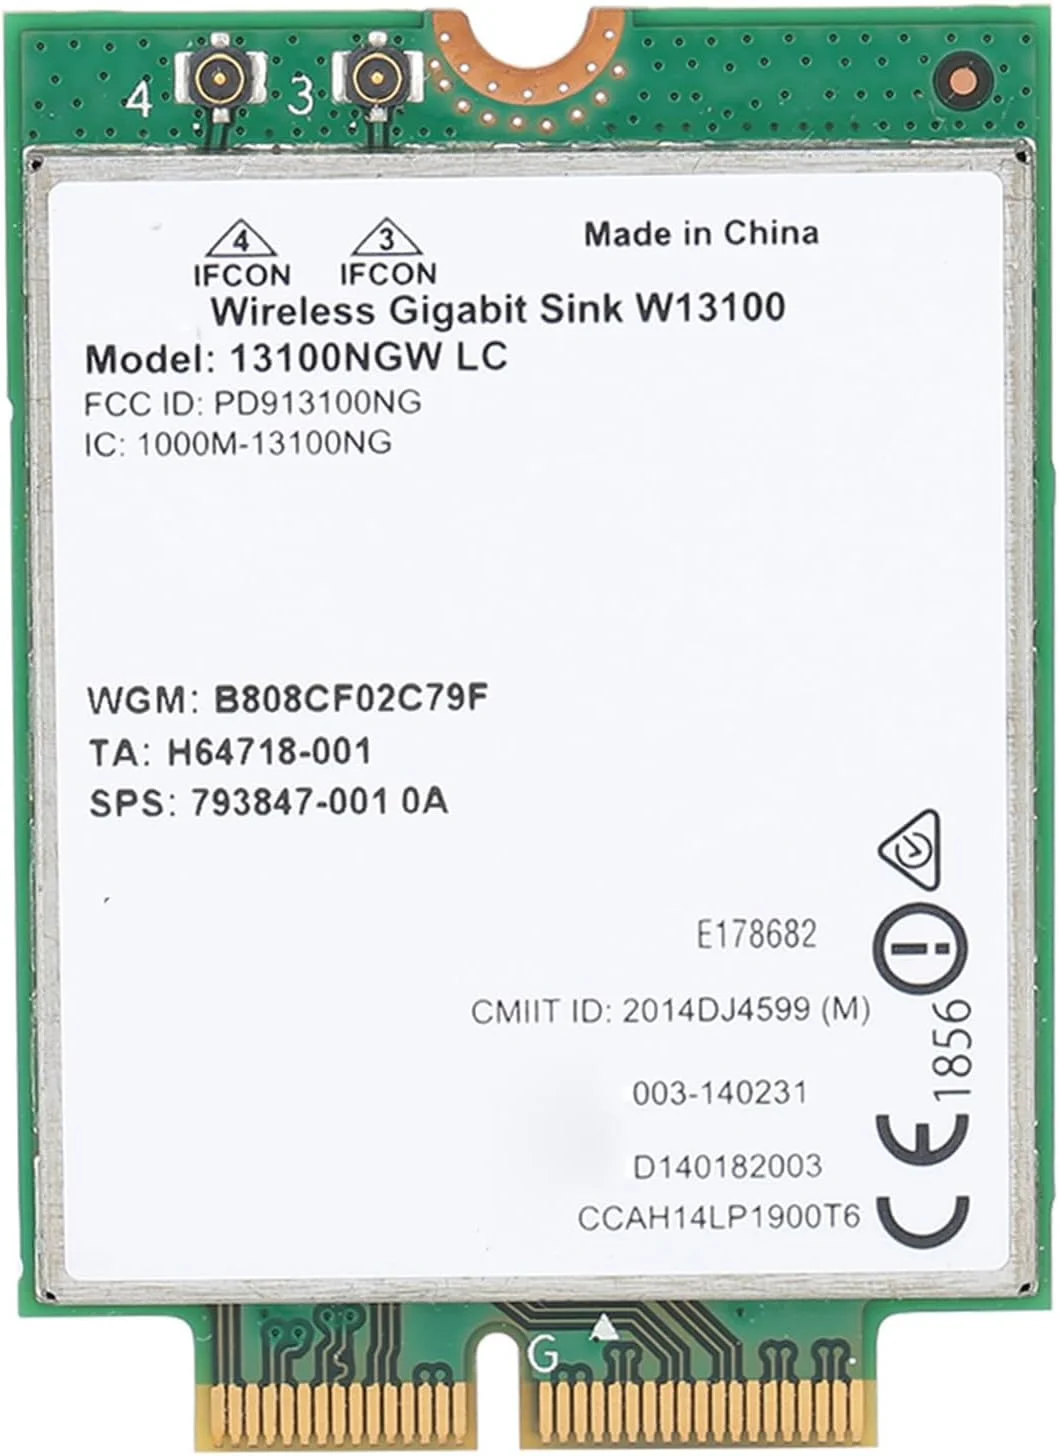 4 3
4 3
IFCON IFCON
Made in China
Wireless Gigabit Sink W13100
Model: 13100NGW LC
FCC ID: PD913100NG
IC: 1000M-13100NG
WGM: B808CF02C79F
TA: H64718-001
SPS: 793847-001 0A
E178682
CMIIT ID: 2014DJ4599 (M)
003-140231
D140182003
CCAH14LP1900T6
CE 1856
G